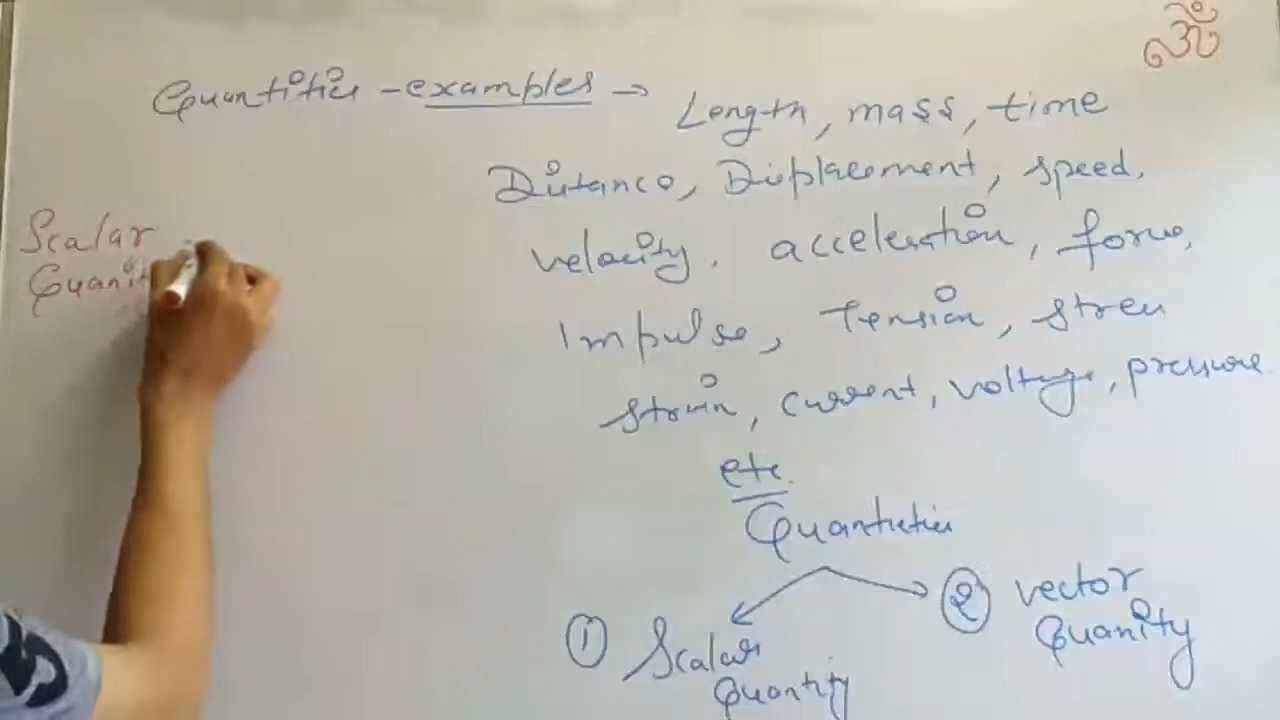 ॐ
Quantities - examples → Length, mass, time
Distance, Displacement, speed,
velocity, acceleration, force,
Impulse, Tension, stress
strain, current, voltage, pressure
etc.
Quantities
① Scalar Quantity
② vector Quanity
Scalar
Quanit